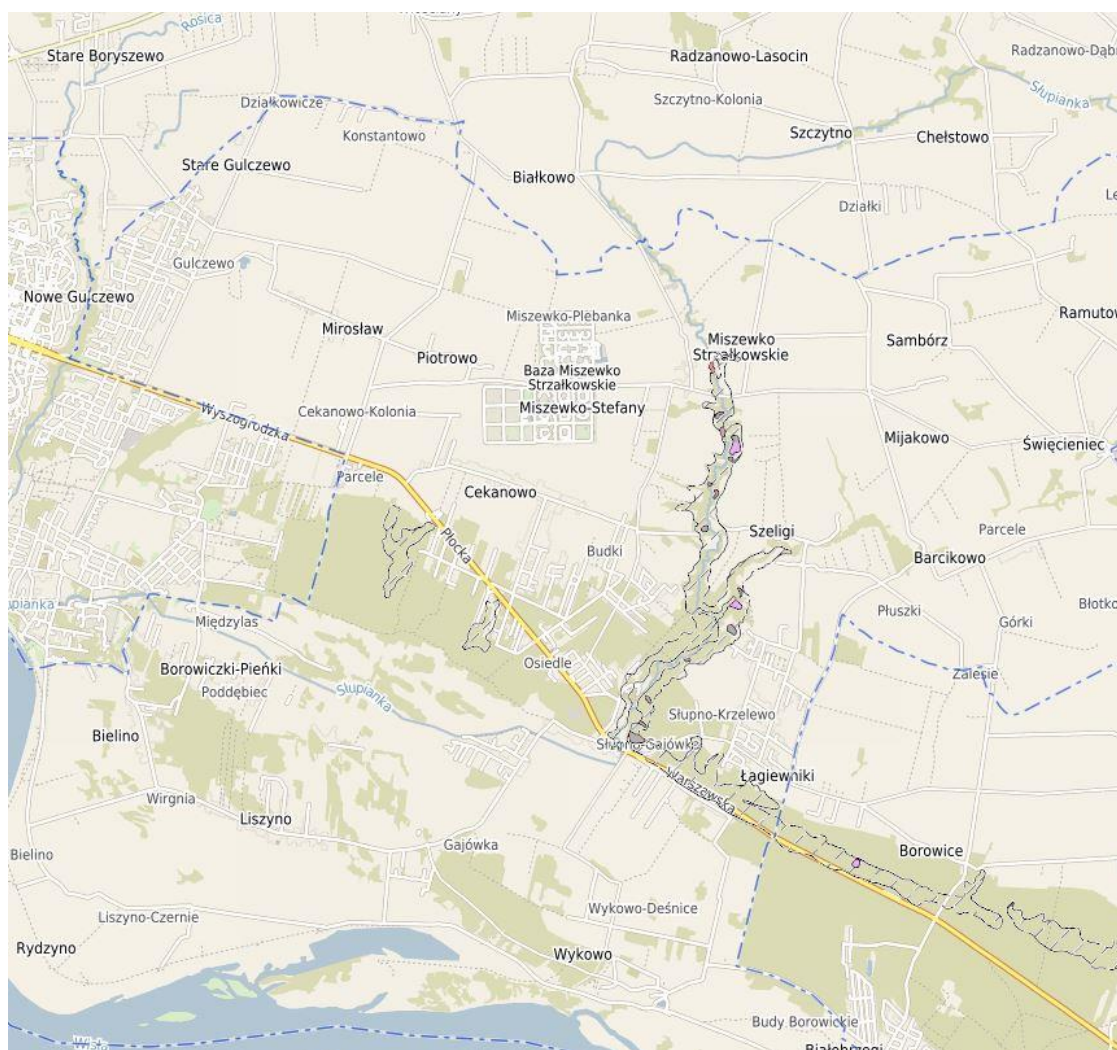 Rosica
Stare Boryszewo
Radzanowo-Lasocin
Radzanowo-Dąb
Słupianka
Szczytno-Kolonia
Działkowicze
Konstantowo
Szczytno
Chełstowo
Stare Gulczewo
Białkowo
Działki
Gulczewo
Nowe Gulczewo
Miszewko-Plebanka
Ramutow
Mirosław
Piotrowo
Miszewko
Strzałkowskie
Sambórz
Baza Miszewko
Strzałkowskie
Cekanowo-Kolonia
Miszewko-Stefany
Wyszogrodzka
Mijakowo
Święcieniec
Parcele
Cekanowo
Płocka
Budki
Szeligi
Parcele
Barcikowo
Płuszki
Górki
Błotko
upianka
Międzylas
Borowiczki-Pieńki
Poddębiec
Słupianka
Osiedle
Zalesie
Bielino
Słupno-Krzelewo
Słupno-Gajówka
Łagiewniki
Warszewska
Wirgnia
Liszyno
Gajówka
Borowice
Bielino
Liszyno-Czernie
Wykowo-Deśnice
Rydzyno
Wykowo
Budy Borowickie
Białobrzegi